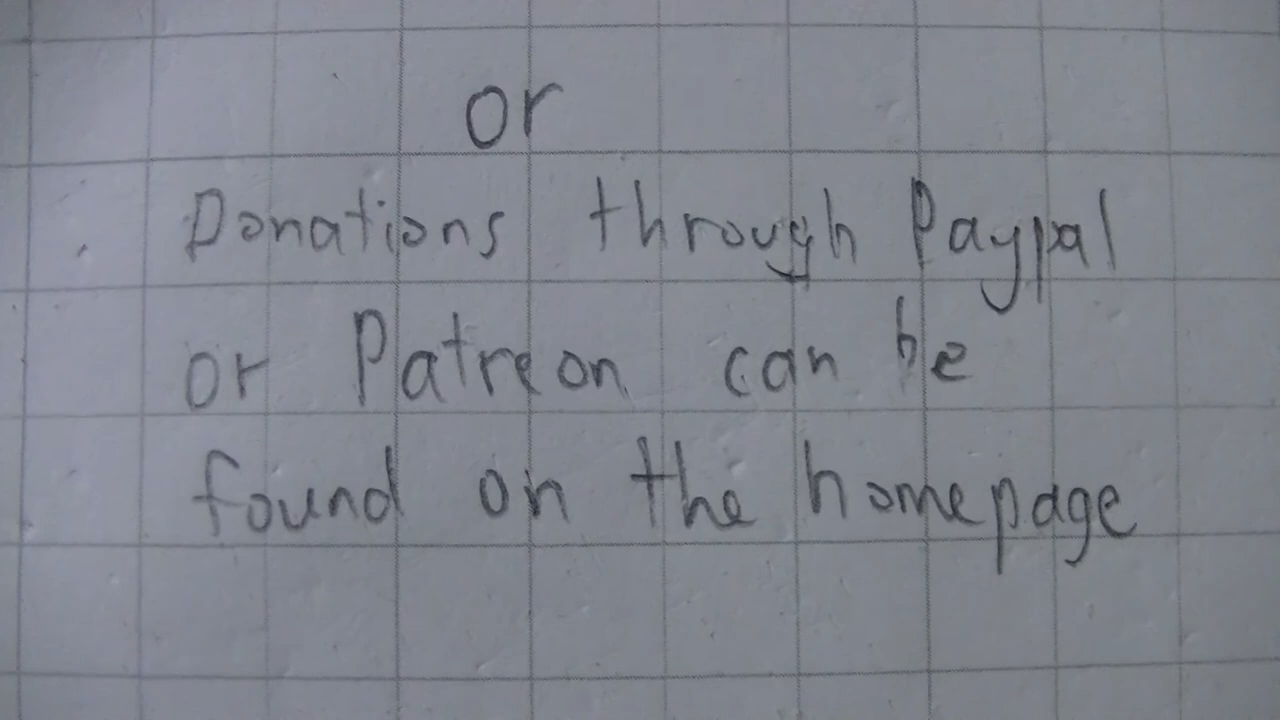 or
Donations through Paypal
or Patreon can be
found on the homepage